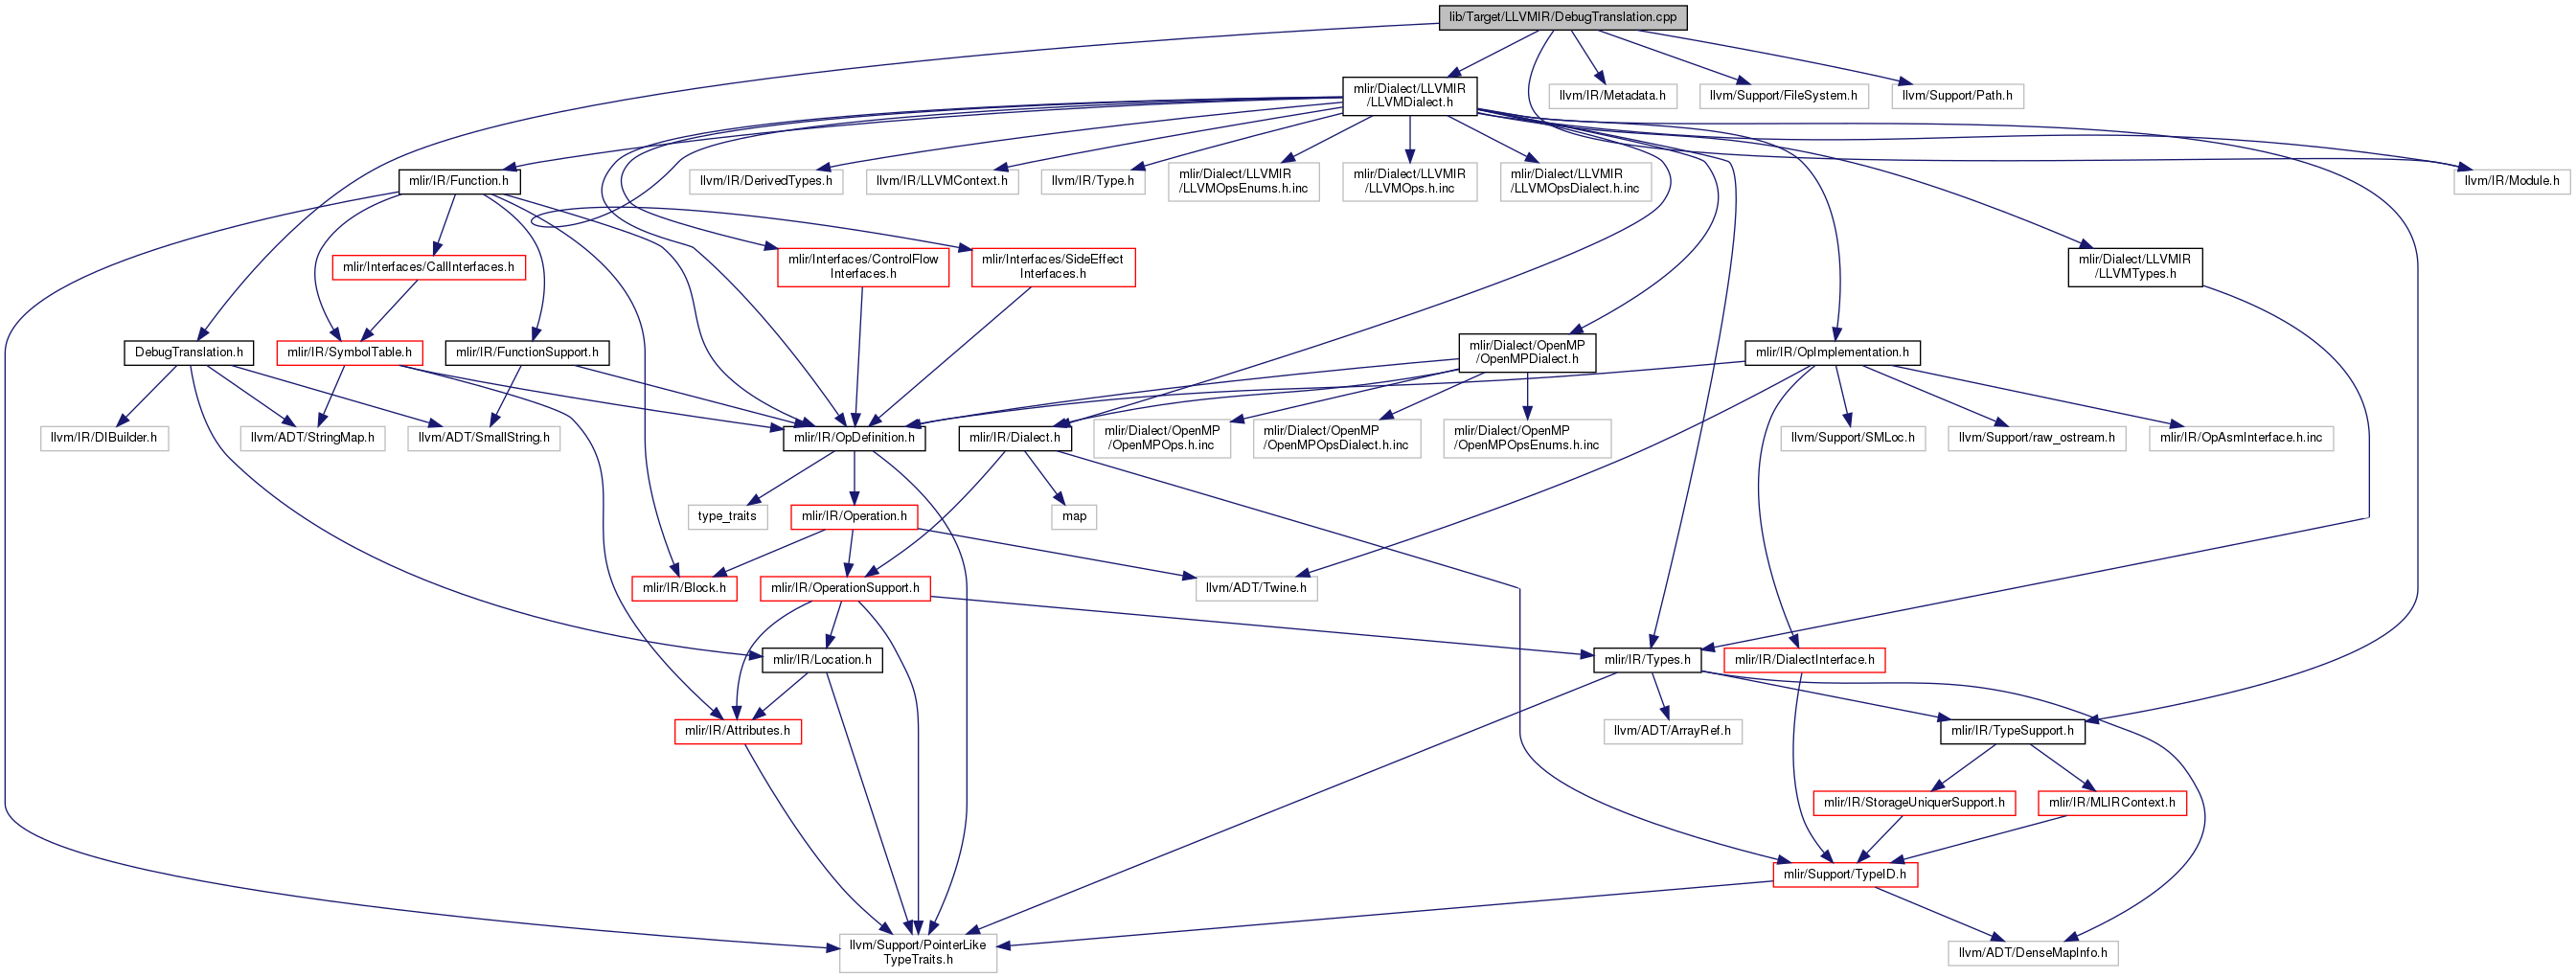 lib/Target/LLVMIR/DebugTranslation.cpp
mlir/Dialect/LLVMIR
/LLVMDialect.h
llvm/IR/Metadata.h
llvm/Support/FileSystem.h
llvm/Support/Path.h
mlir/IR/Function.h
llvm/IR/DerivedTypes.h
llvm/IR/LLVMContext.h
llvm/IR/Type.h
mlir/Dialect/LLVMIR
/LLVMOpsEnums.h.inc
mlir/Dialect/LLVMIR
/LLVMOps.h.inc
mlir/Dialect/LLVMIR
/LLVMOpsDialect.h.inc
llvm/IR/Module.h
mlir/Interfaces/CallInterfaces.h
mlir/Interfaces/ControlFlow
Interfaces.h
mlir/Interfaces/SideEffect
Interfaces.h
mlir/Dialect/LLVMIR
/LLVMTypes.h
DebugTranslation.h
mlir/IR/SymbolTable.h
mlir/IR/FunctionSupport.h
mlir/Dialect/OpenMP
/OpenMPDialect.h
mlir/IR/OpImplementation.h
llvm/IR/DIBuilder.h
llvm/ADT/StringMap.h
llvm/ADT/SmallString.h
mlir/IR/OpDefinition.h
mlir/IR/Dialect.h
mlir/Dialect/OpenMP
/OpenMPOps.h.inc
mlir/Dialect/OpenMP
/OpenMPOpsDialect.h.inc
mlir/Dialect/OpenMP
/OpenMPOpsEnums.h.inc
llvm/Support/SMLoc.h
llvm/Support/raw_ostream.h
mlir/IR/OpAsmInterface.h.inc
type_traits
mlir/IR/Operation.h
map
mlir/IR/Block.h
mlir/IR/OperationSupport.h
llvm/ADT/Twine.h
mlir/IR/Location.h
mlir/IR/Types.h
mlir/IR/DialectInterface.h
mlir/IR/Attributes.h
llvm/ADT/ArrayRef.h
mlir/IR/TypeSupport.h
mlir/IR/StorageUniquerSupport.h
mlir/IR/MLIRContext.h
mlir/Support/TypeID.h
llvm/Support/PointerLike
TypeTraits.h
llvm/ADT/DenseMapInfo.h